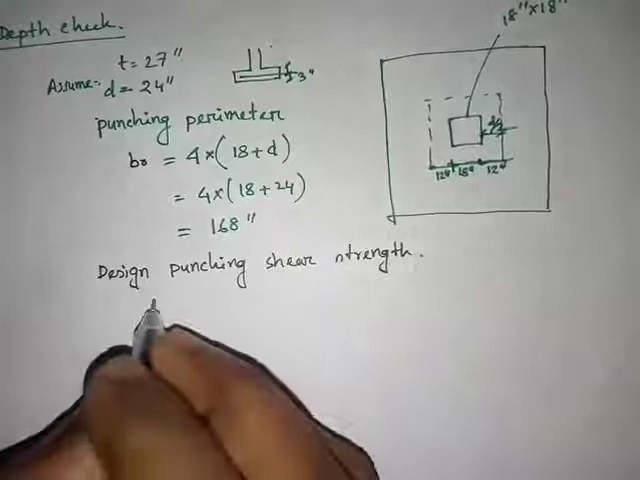 Depth check.
t = 27"
Assume:- d = 24"
3"
punching perimeter
bo = 4x(18+d)
= 4x(18+24)
= 168"
Design punching shear strength.
18"x18"
12" 18" 12"